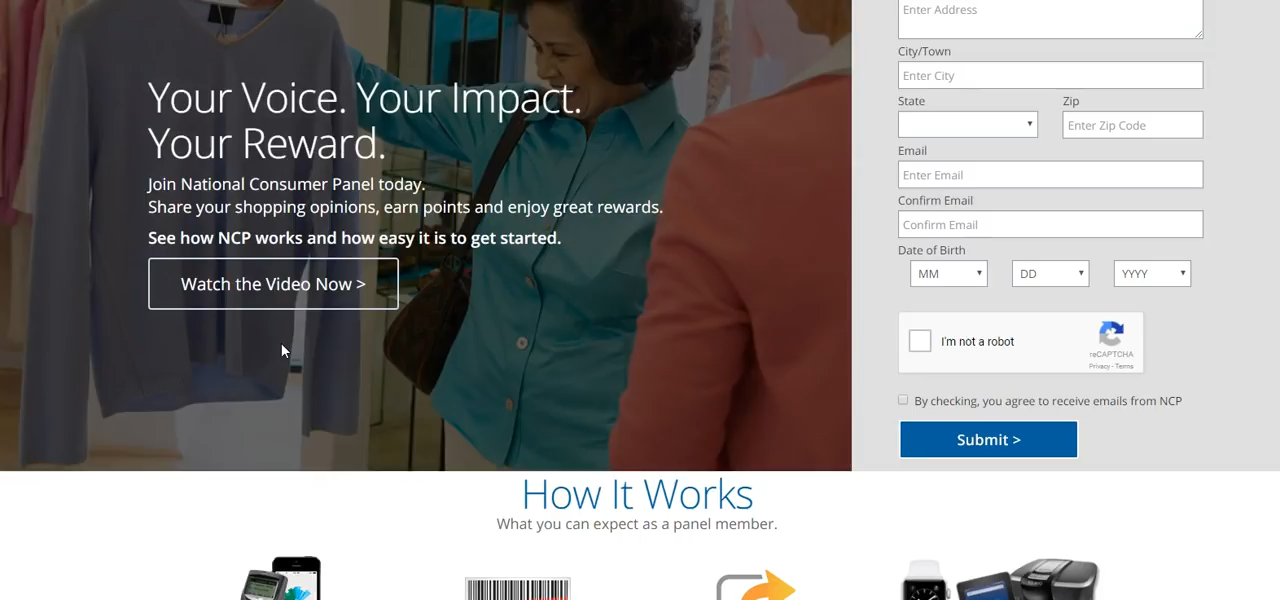 Your Voice. Your Impact.
Your Reward.
Join National Consumer Panel today.
Share your shopping opinions, earn points and enjoy great rewards.
See how NCP works and how easy it is to get started.
Watch the Video Now >
Enter Address
City/Town
Enter City
State
Zip
Enter Zip Code
Email
Enter Email
Confirm Email
Confirm Email
Date of Birth
MM
DD
YYYY
I'm not a robot
reCAPTCHA
Privacy - Terms
By checking, you agree to receive emails from NCP
Submit >
How It Works
What you can expect as a panel member.